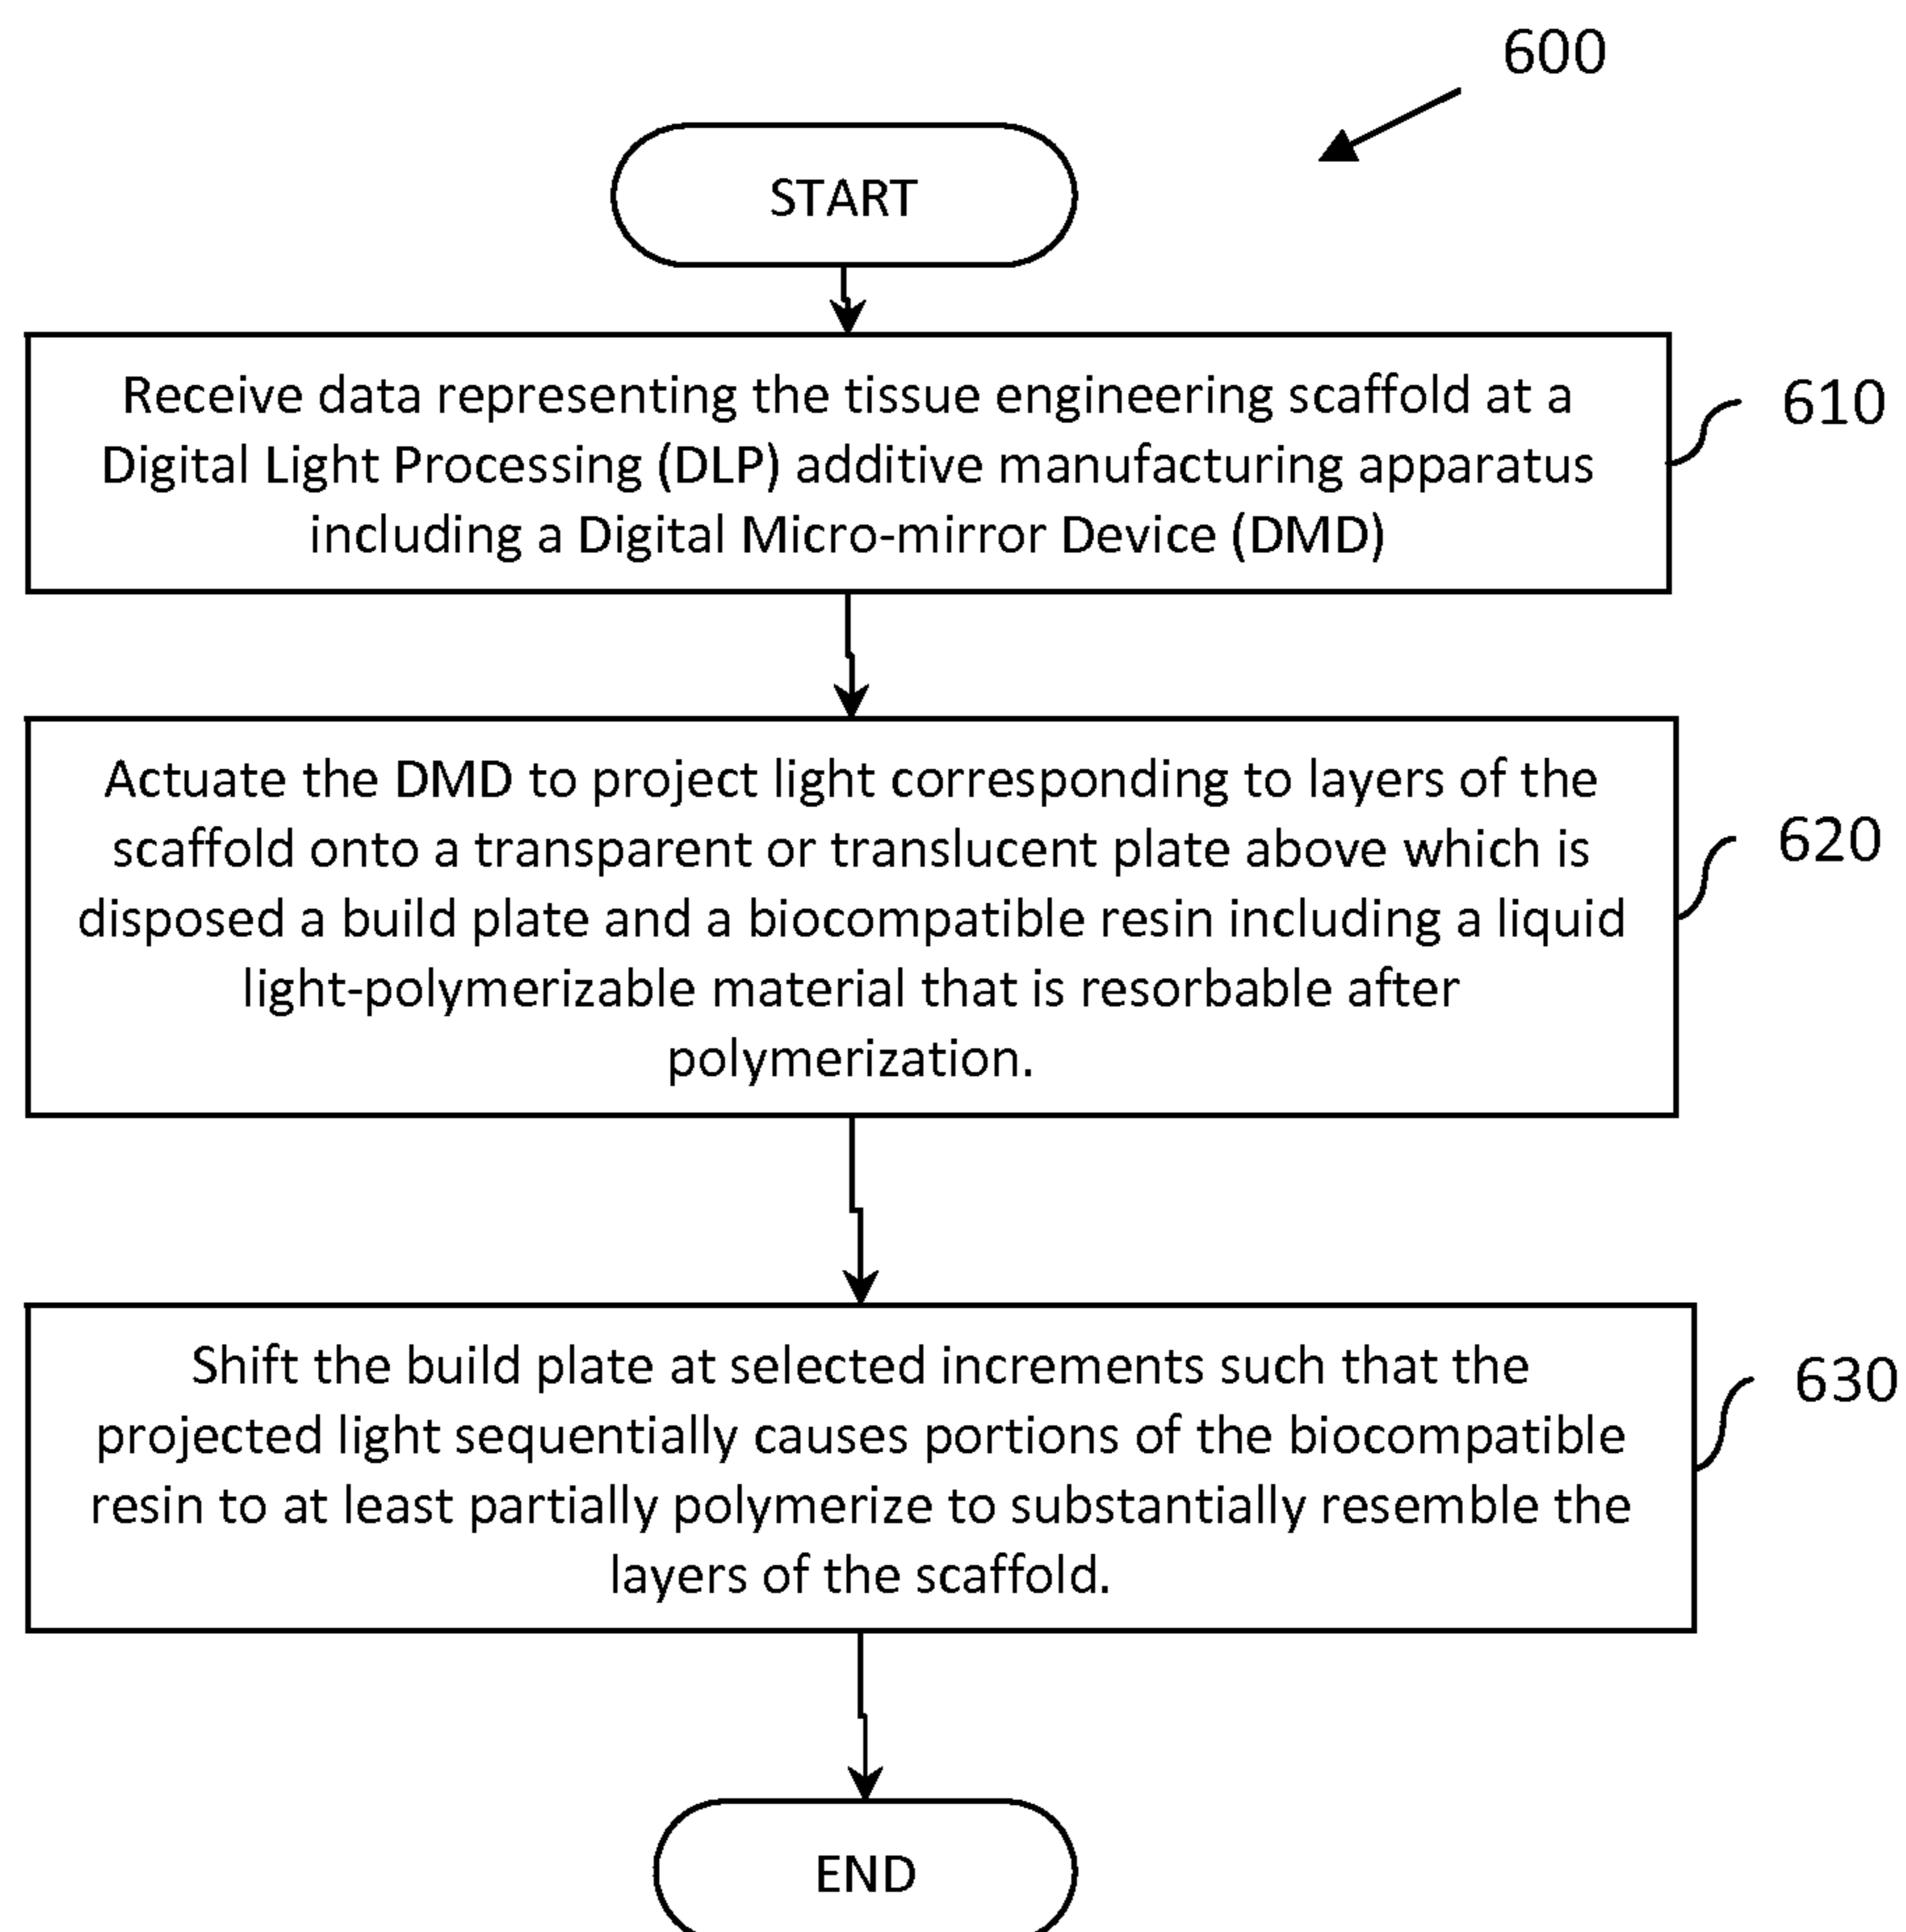 600
START
Receive data representing the tissue engineering scaffold at a
Digital Light Processing (DLP) additive manufacturing apparatus
including a Digital Micro-mirror Device (DMD)
610
Actuate the DMD to project light corresponding to layers of the
scaffold onto a transparent or translucent plate above which is
disposed a build plate and a biocompatible resin including a liquid
light-polymerizable material that is resorbable after
polymerization.
620
Shift the build plate at selected increments such that the
projected light sequentially causes portions of the biocompatible
resin to at least partially polymerize to substantially resemble the
layers of the scaffold.
630
END